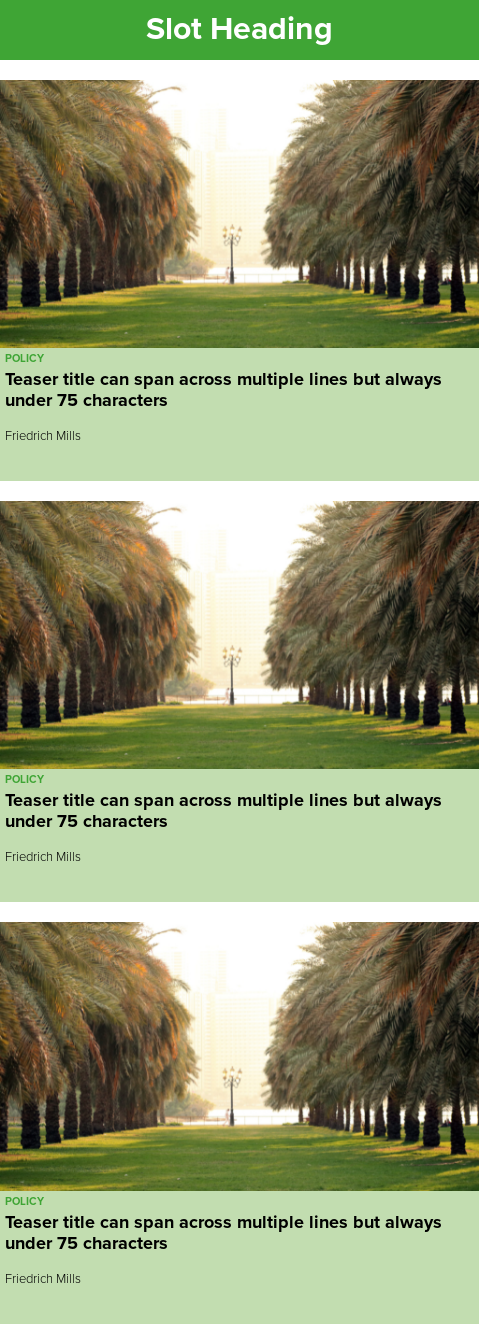 Slot Heading
POLICY
Teaser title can span across multiple lines but always
under 75 characters
Friedrich Mills
POLICY
Teaser title can span across multiple lines but always
under 75 characters
Friedrich Mills
POLICY
Teaser title can span across multiple lines but always
under 75 characters
Friedrich Mills